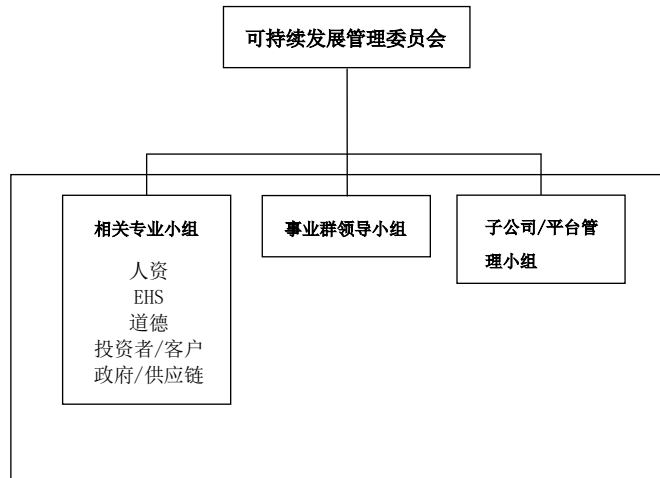 可持续发展管理委员会
相关专业小组
人资
EHS
道德
投资者/客户
政府/供应链
事业群领导小组
子公司/平台管
理小组